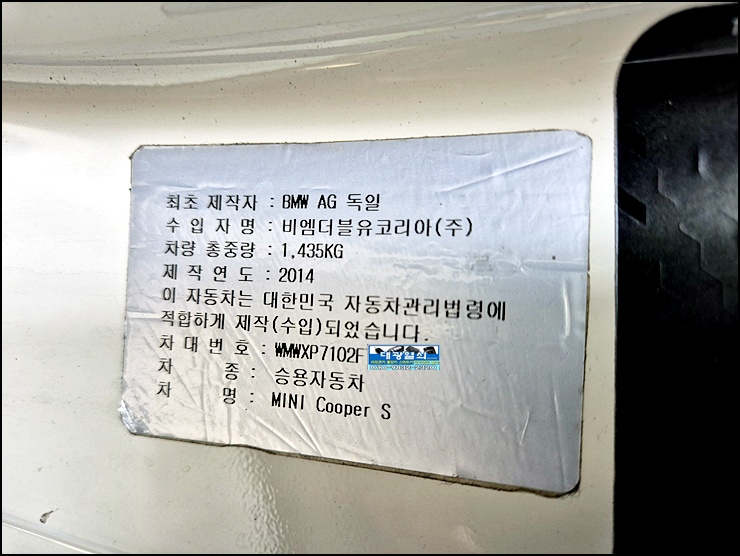 최초 제작자 : BMW AG 독일
수 입 자 명 : 비엠더블유코리아(주)
차량 총중량 : 1,435KG
제 작 연 도 : 2014
이 자동차는 대한민국 자동차관리법령에
적합하게 제작(수입)되었습니다.
차 대 번 호 : WMWXP7102F
대광열쇠
차 종 : 승용자동차
차 명 : MINI Cooper S